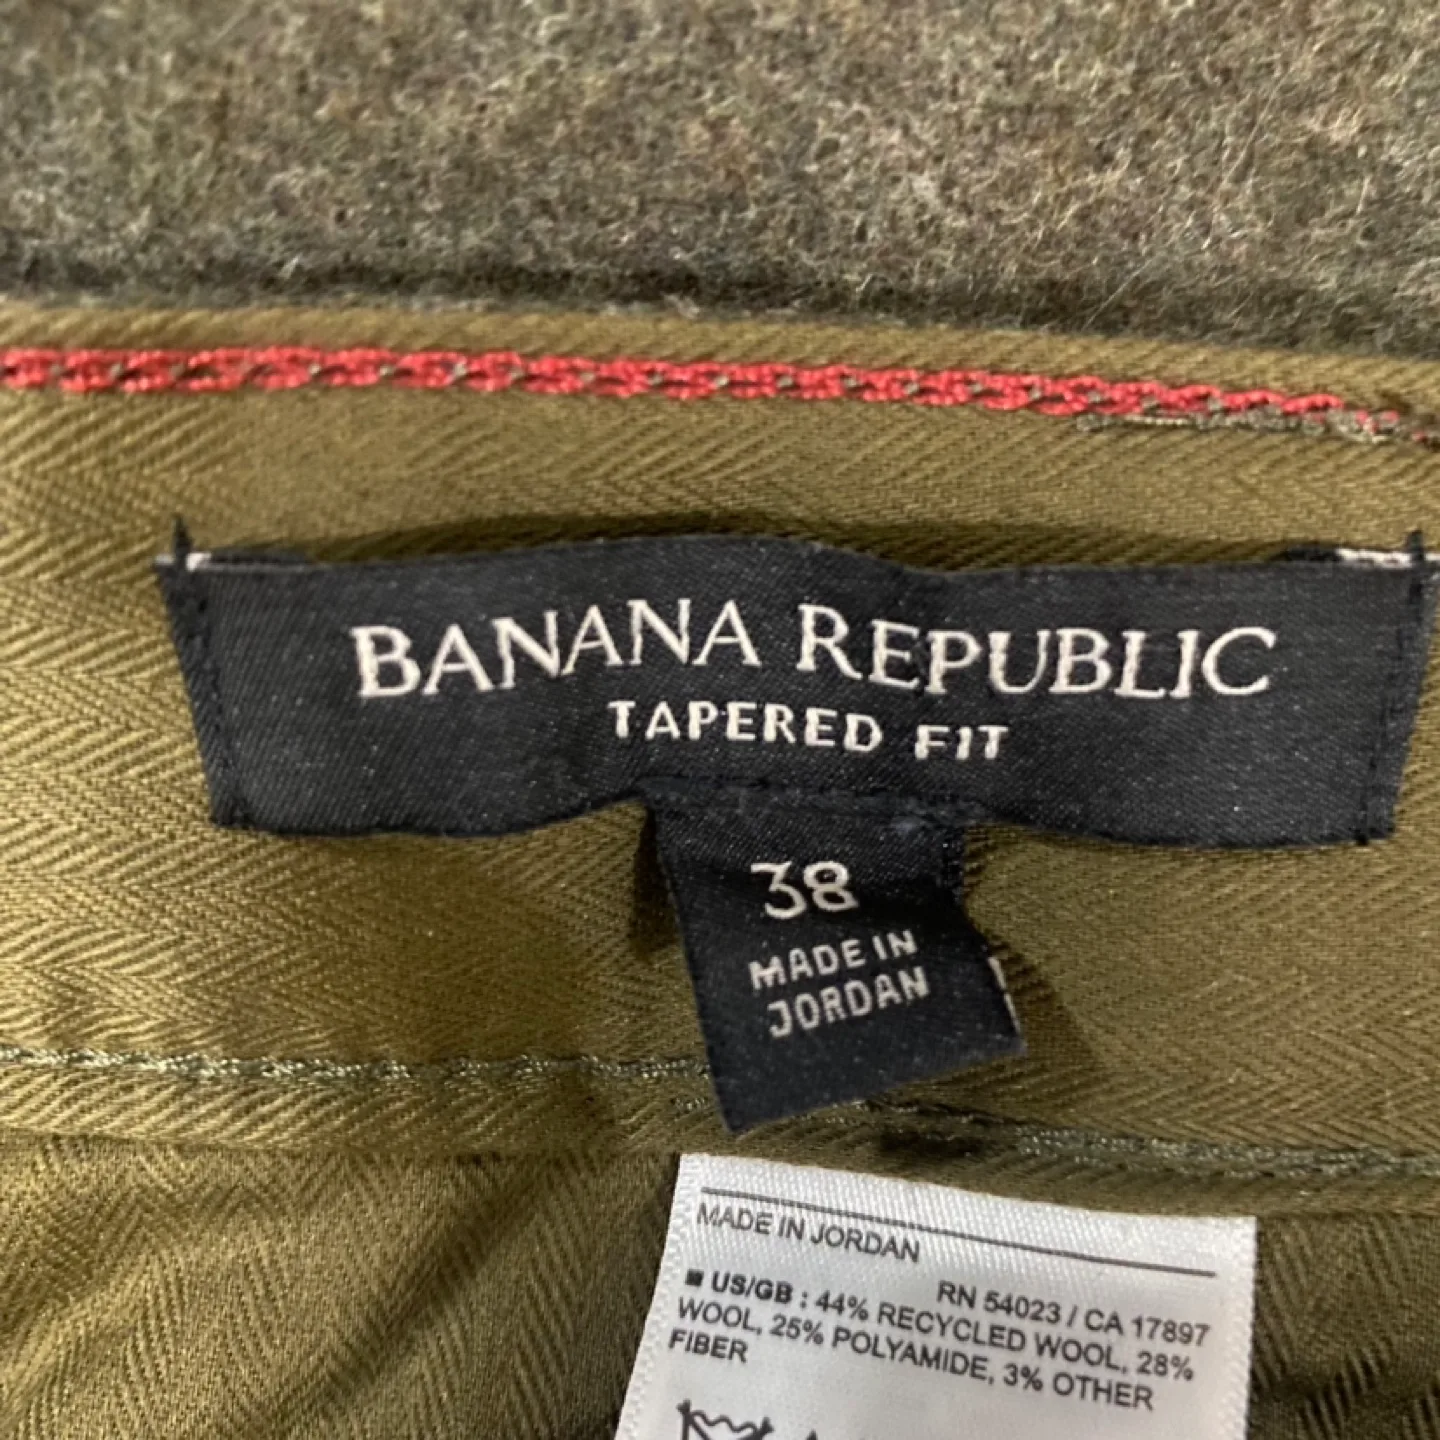 BANANA REPUBLIC
TAPERED FIT
38
MADE IN
JORDAN
MADE IN JORDAN
RN 54023 / CA 17897
US/GB : 44% RECYCLED WOOL, 28%
WOOL, 25% POLYAMIDE, 3% OTHER
FIBER